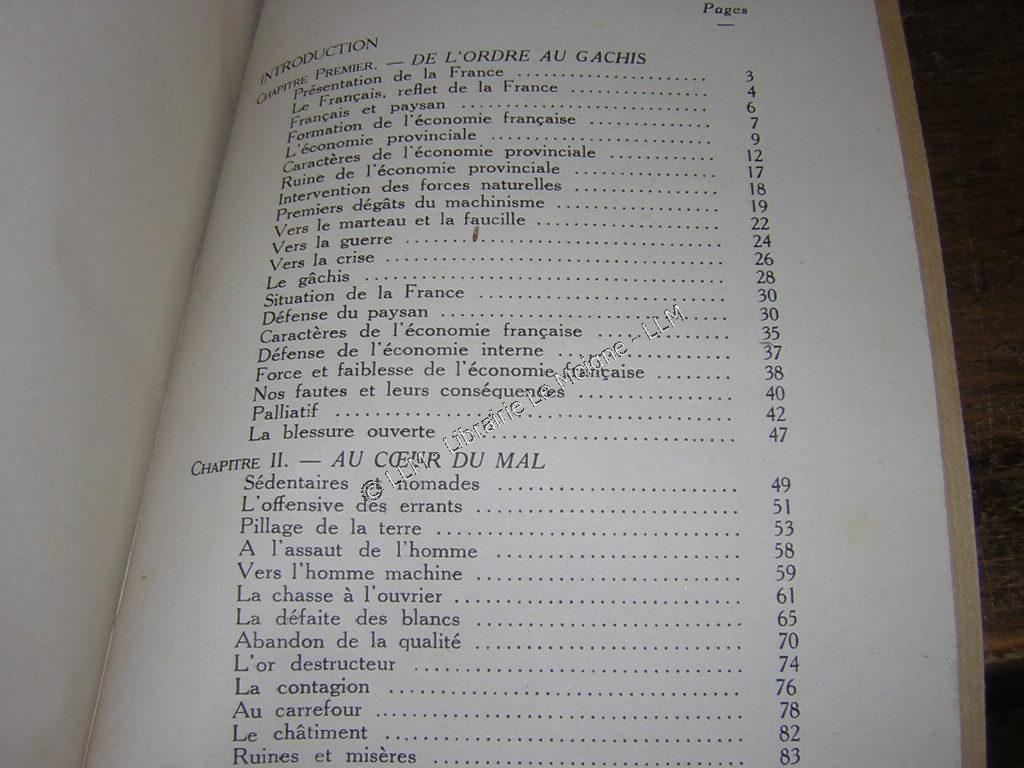 Pages
INTRODUCTION
CHAPITRE PREMIER. — DE L'ORDRE AU GACHIS
Présentation de la France ........ 3
Le Français, reflet de la France ........ 4
Français et paysan ........ 6
Formation de l'économie française ........ 7
L'économie provinciale ........ 9
Caractères de l'économie provinciale ........ 12
Ruine de l'économie provinciale ........ 17
Intervention des forces naturelles ........ 18
Premiers dégâts du machinisme ........ 19
Vers le marteau et la faucille ........ 22
Vers la guerre ........ 24
Vers la crise ........ 26
Le gâchis ........ 28
Situation de la France ........ 30
Défense du paysan ........ 30
Caractères de l'économie française ........ 35
Défense de l'économie interne ........ 37
Force et faiblesse de l'économie française ........ 38
Nos fautes et leurs conséquences ........ 40
Palliatif ........ 42
La blessure ouverte ........ 47
CHAPITRE II. — AU CŒUR DU MAL
Sédentaires et nomades ........ 49
L'offensive des errants ........ 51
Pillage de la terre ........ 53
A l'assaut de l'homme ........ 58
Vers l'homme machine ........ 59
La chasse à l'ouvrier ........ 61
La défaite des blancs ........ 65
Abandon de la qualité ........ 70
L'or destructeur ........ 74
La contagion ........ 76
Au carrefour ........ 78
Le châtiment ........ 82
Ruines et misères ........ 83
© LLM - Librairie Le Moigne - LLM